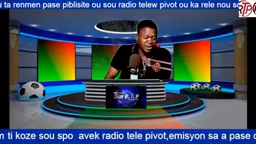 u ta renmen pase piblisite ou sou radio telew pivot ou ka rele nou so
m ti koze sou spo avek radio tele pivot,emisyon sa a pase c